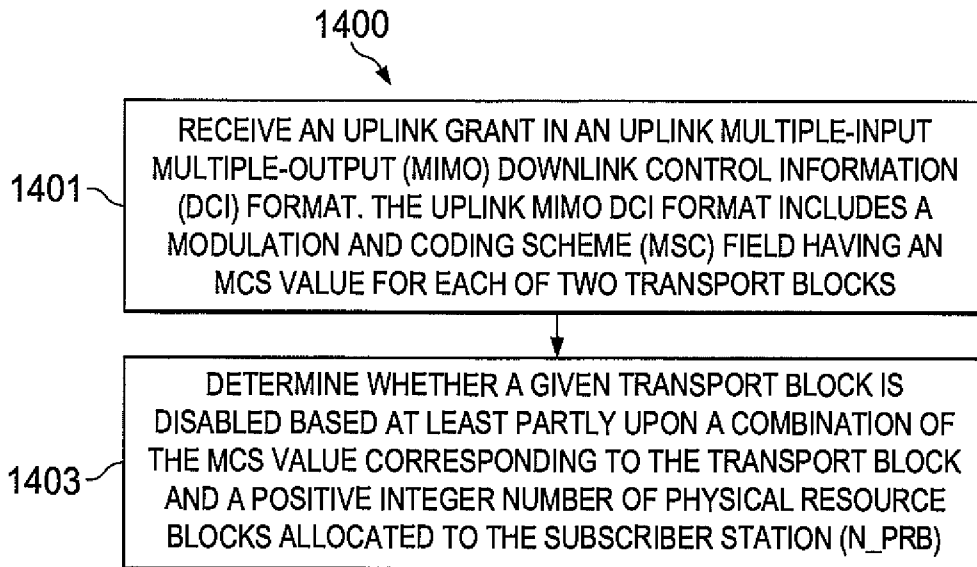 1400
RECEIVE AN UPLINK GRANT IN AN UPLINK MULTIPLE-INPUT
MULTIPLE-OUTPUT (MIMO) DOWNLINK CONTROL INFORMATION
(DCI) FORMAT. THE UPLINK MIMO DCI FORMAT INCLUDES A
MODULATION AND CODING SCHEME (MSC) FIELD HAVING AN
MCS VALUE FOR EACH OF TWO TRANSPORT BLOCKS
1401
DETERMINE WHETHER A GIVEN TRANSPORT BLOCK IS
DISABLED BASED AT LEAST PARTLY UPON A COMBINATION OF
THE MCS VALUE CORRESPONDING TO THE TRANSPORT BLOCK
AND A POSITIVE INTEGER NUMBER OF PHYSICAL RESOURCE
BLOCKS ALLOCATED TO THE SUBSCRIBER STATION (N_PRB)
1403